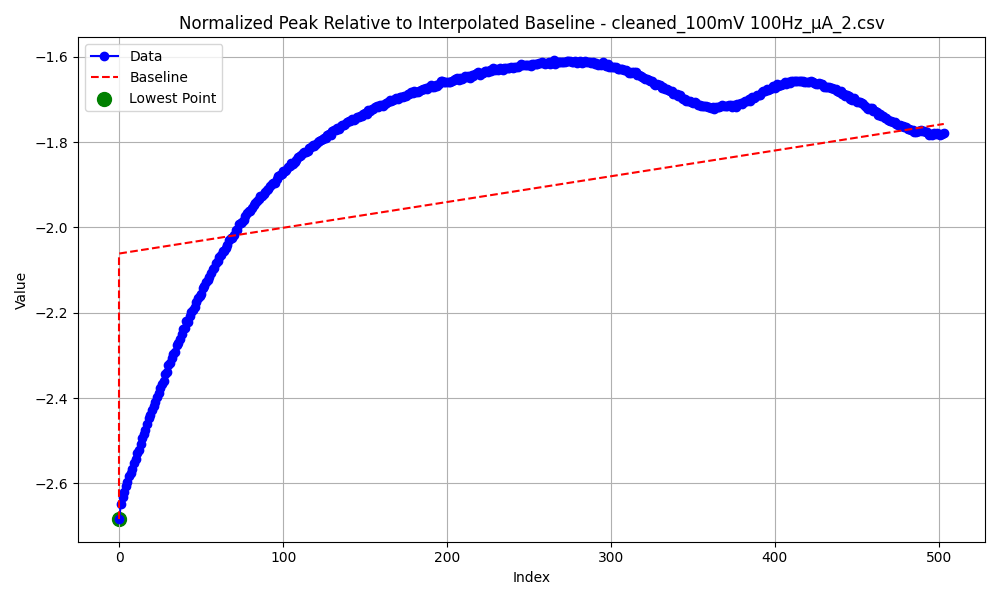 Normalized Peak Relative to Interpolated Baseline - cleaned_100mV 100Hz_µA_2.csv
Data
Baseline
Lowest Point
−1.6
−1.8
−2.0
−2.2
−2.4
−2.6
Value
0
100
200
300
400
500
Index